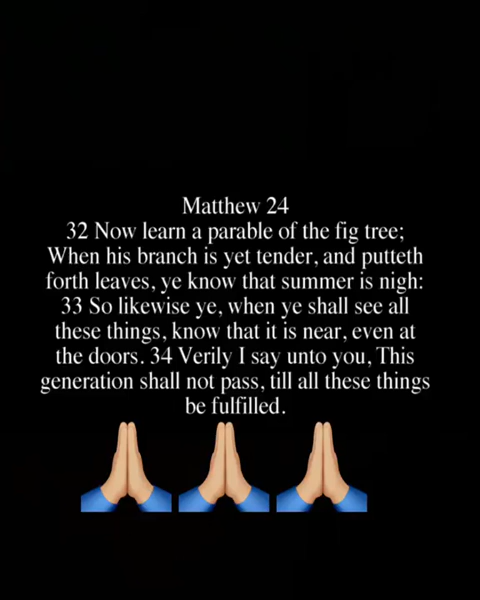 Matthew 24
32 Now learn a parable of the fig tree;
When his branch is yet tender, and putteth
forth leaves, ye know that summer is nigh:
33 So likewise ye, when ye shall see all
these things, know that it is near, even at
the doors. 34 Verily I say unto you, This
generation shall not pass, till all these things
be fulfilled.